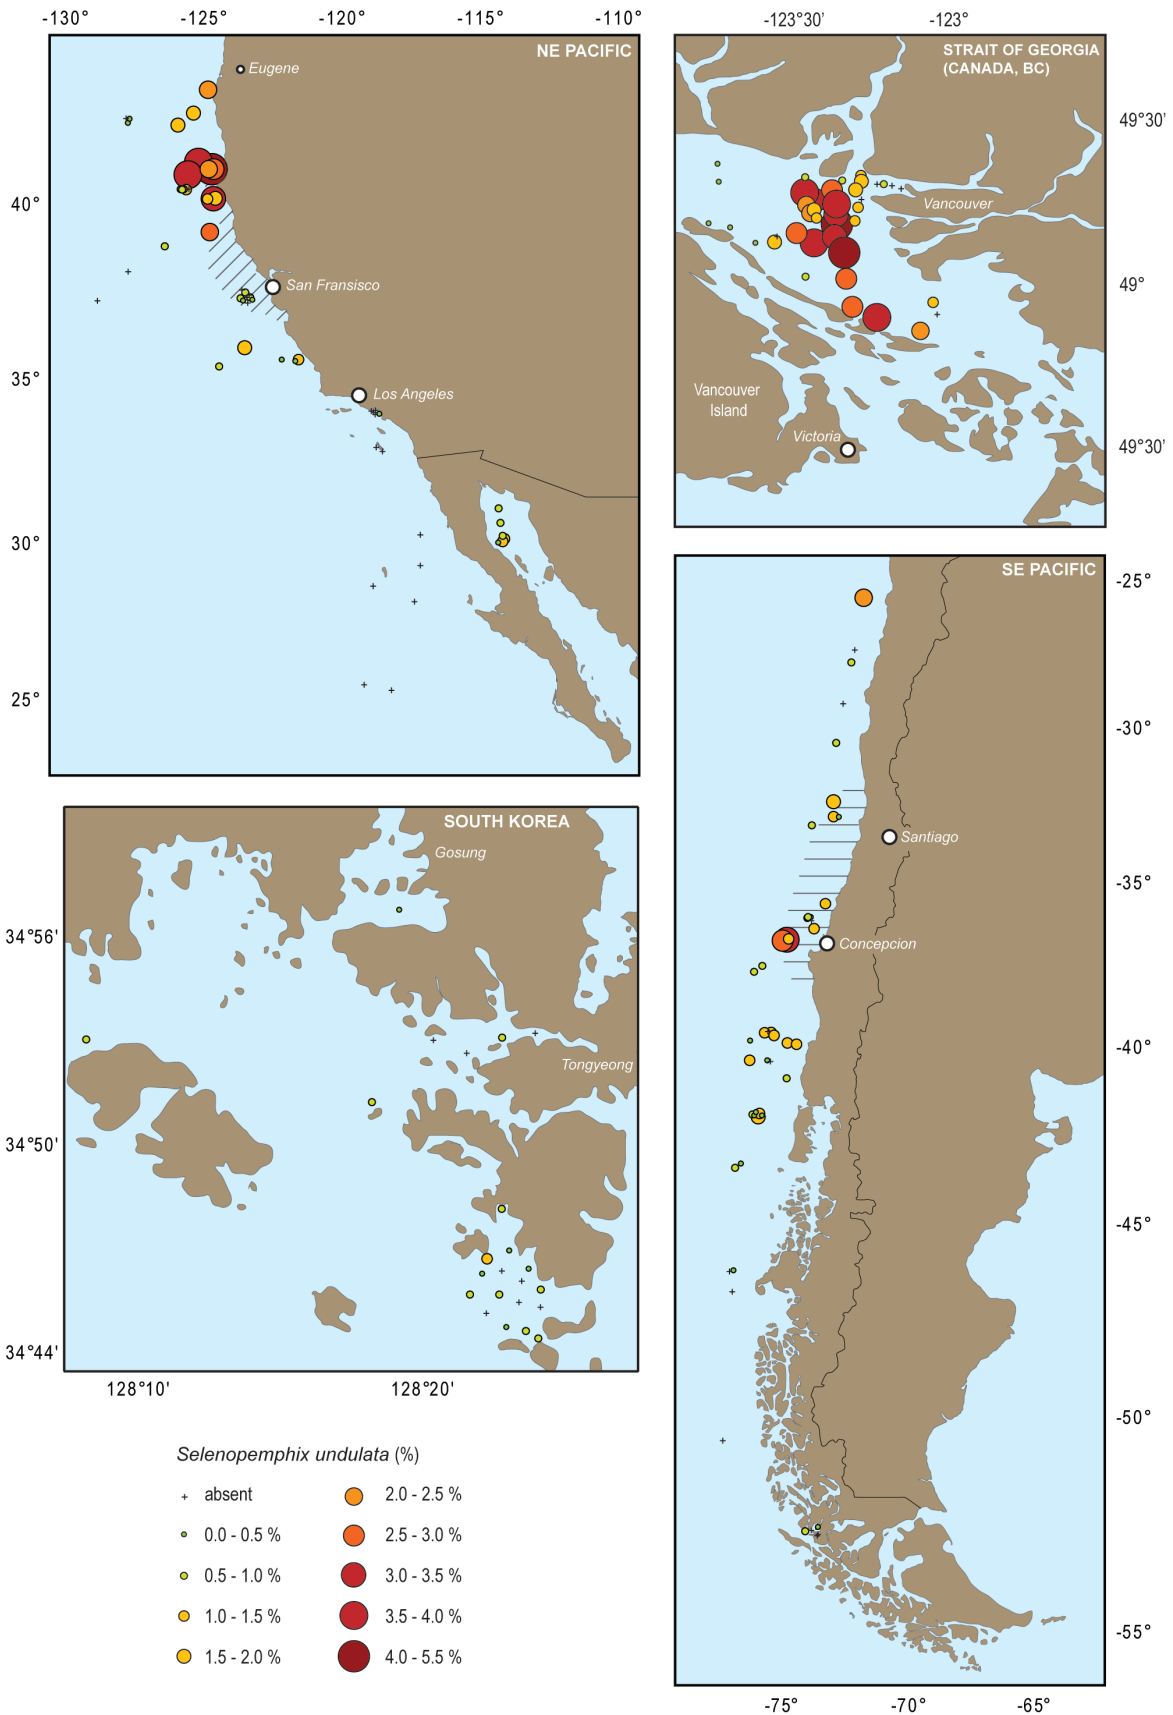 -130° -125° -120° -115° -110°
NE PACIFIC
Eugene
40°
San Fransisco
35°
Los Angeles
30°
25°
-123°30' -123°
STRAIT OF GEORGIA
(CANADA, BC)
49°30'
Vancouver
49°
Vancouver
Island
Victoria
49°30'
SOUTH KOREA
Gosung
34°56'
Tongyeong
34°50'
34°44'
128°10' 128°20'
SE PACIFIC
-25°
-30°
Santiago
-35°
Concepcion
-40°
-45°
-50°
-55°
-75° -70° -65°
Selenopemphix undulata (%)
absent
0.0 - 0.5 %
0.5 - 1.0 %
1.0 - 1.5 %
1.5 - 2.0 %
2.0 - 2.5 %
2.5 - 3.0 %
3.0 - 3.5 %
3.5 - 4.0 %
4.0 - 5.5 %